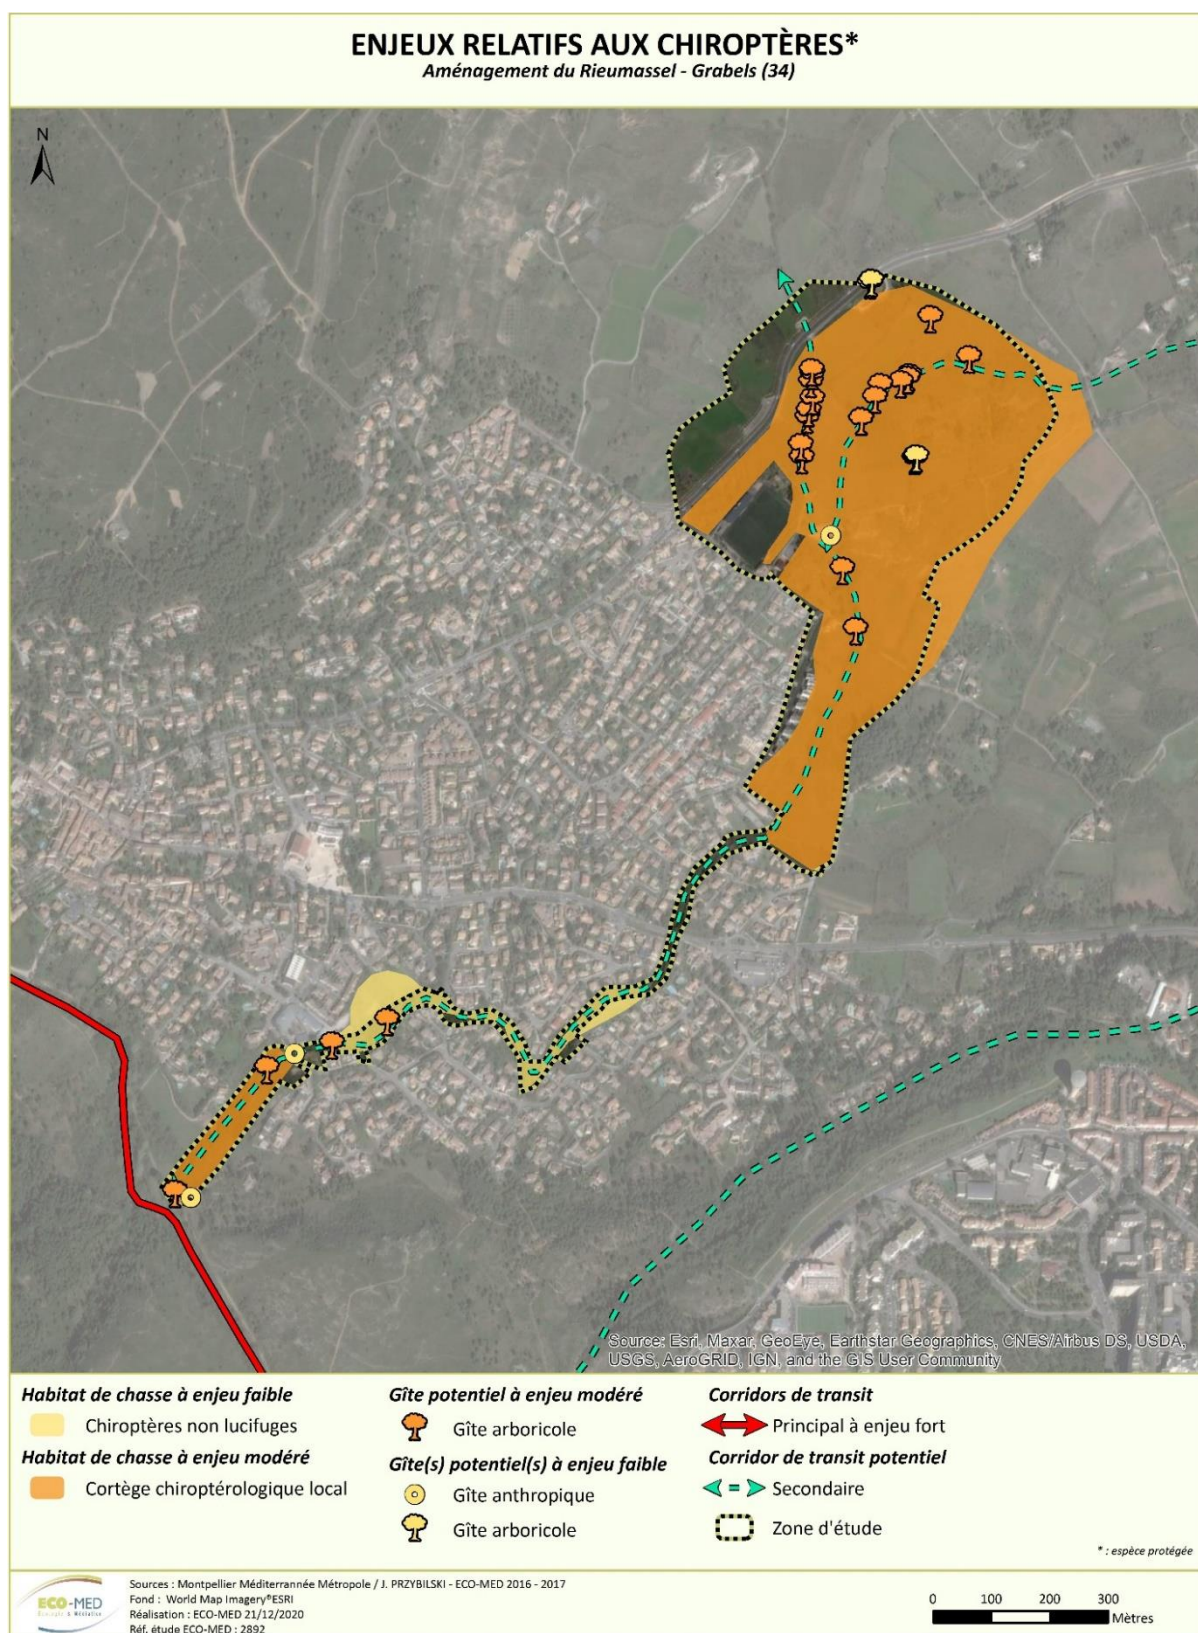 ENJEUX RELATIFS AUX CHIROPTÈRES*
Aménagement du Rieumassel - Grabels (34)
N
Source: Esri, Maxar, GeoEye, Earthstar Geographics, CNES/Airbus DS, USDA,
USGS, AeroGRID, IGN, and the GIS User Community
Habitat de chasse à enjeu faible
Chiroptères non lucifuges
Habitat de chasse à enjeu modéré
Cortège chiroptérologique local
Gîte potentiel à enjeu modéré
Gîte arboricole
Gîte(s) potentiel(s) à enjeu faible
Gîte anthropique
Gîte arboricole
Corridors de transit
Principal à enjeu fort
Corridor de transit potentiel
Secondaire
Zone d'étude
* : espèce protégée
ECO-MED
Ecologie & Médiation
Sources : Montpellier Méditerrannée Métropole / J. PRZYBILSKI - ECO-MED 2016 - 2017
Fond : World Map Imagery®ESRI
Réalisation : ECO-MED 21/12/2020
Réf. étude ECO-MED : 2892
0 100 200 300
Mètres